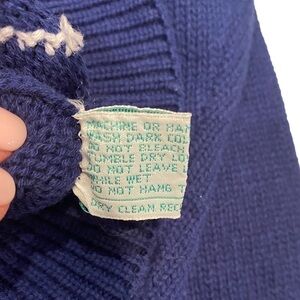 MACHINE OR HAN
WASH DARK COL
DO NOT BLEACH
TUMBLE DRY LO
DO NOT LEAVE
WHILE WET
DO NOT HANG T
DRY CLEAN REC